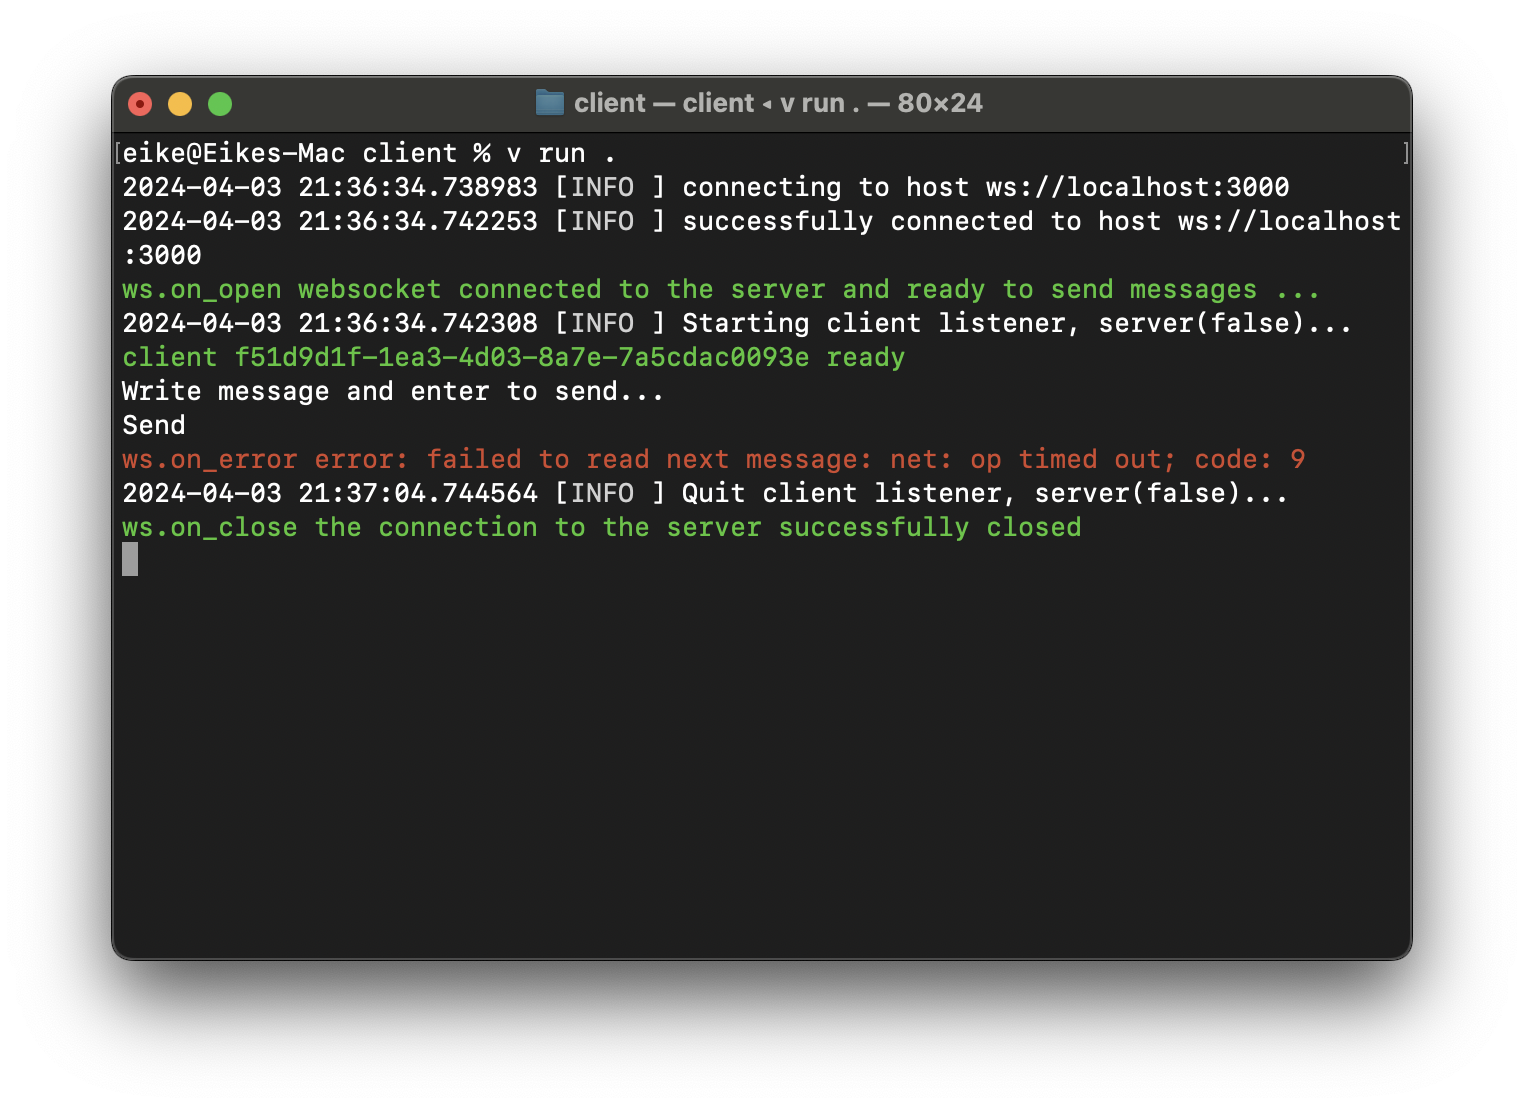 client — client ◂ v run . — 80×24
[eike@Eikes-Mac client % v run . ]
2024-04-03 21:36:34.738983 [INFO ] connecting to host ws://localhost:3000
2024-04-03 21:36:34.742253 [INFO ] successfully connected to host ws://localhost
:3000
ws.on_open websocket connected to the server and ready to send messages ...
2024-04-03 21:36:34.742308 [INFO ] Starting client listener, server(false)...
client f51d9d1f-1ea3-4d03-8a7e-7a5cdac0093e ready
Write message and enter to send...
Send
ws.on_error error: failed to read next message: net: op timed out; code: 9
2024-04-03 21:37:04.744564 [INFO ] Quit client listener, server(false)...
ws.on_close the connection to the server successfully closed